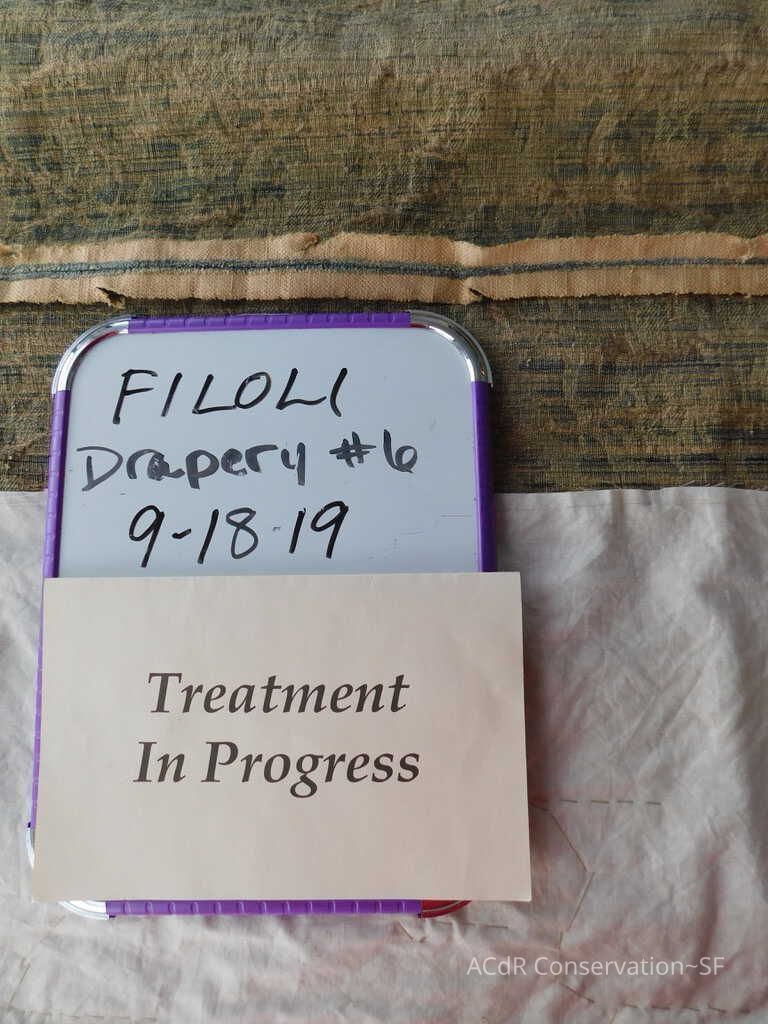 FILOLI
Drapery #6
9-18-19
Treatment
In Progress
ACdR Conservation~SF